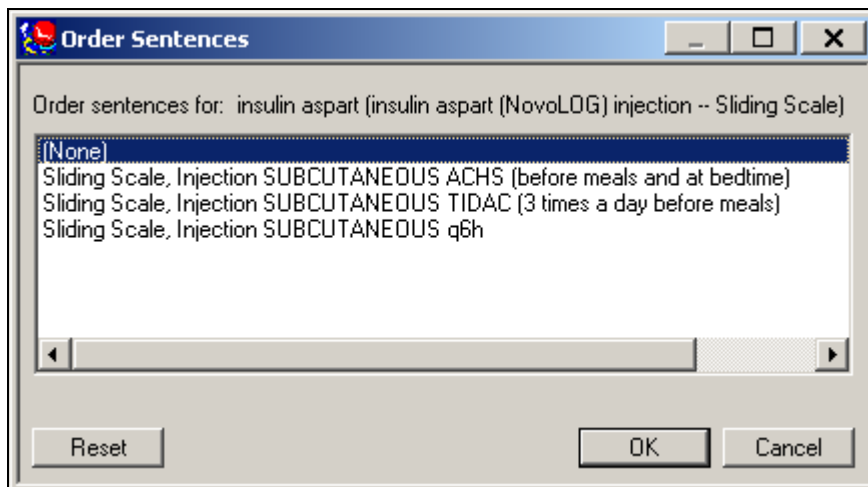 Order Sentences
Order sentences for:  insulin aspart (insulin aspart (NovoLOG) injection -- Sliding Scale)
(None)
Sliding Scale, Injection SUBCUTANEOUS ACHS (before meals and at bedtime)
Sliding Scale, Injection SUBCUTANEOUS TIDAC (3 times a day before meals)
Sliding Scale, Injection SUBCUTANEOUS q6h
Reset OK Cancel